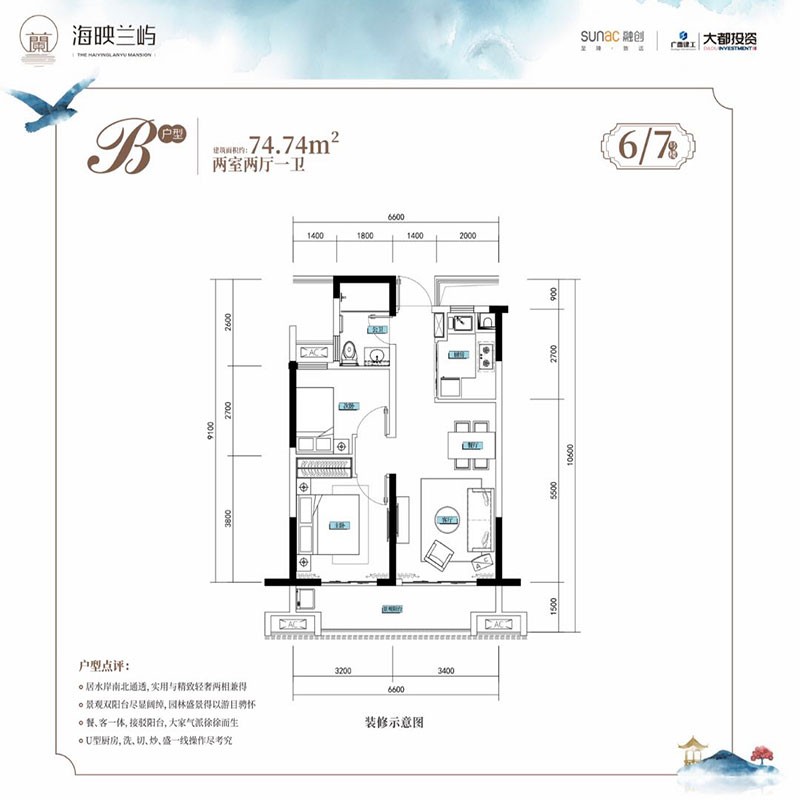 蘭
海映兰屿
THE HAIYINGLANYU MANSION
sunac 融创
至臻·致远
广西建工
大都投资
DADU INVESTMENT
B 户型
建筑面积约: 74.74m²
两室两厅一卫
6/7号楼
6600
1400 1800 1400 2000
9100
2600
2700
3800
900
2700
5500
1500
10600
AC
公卫
厨房
次卧
餐厅
主卧
客厅
景观阳台
AC
AC
3200 3400
6600
装修示意图
户型点评:
居水岸南北通透, 实用与精致轻奢两相兼得
景观双阳台尽显阔绰, 园林盛景得以游目骋怀
餐、客一体, 接驳阳台, 大家气派徐徐而生
U型厨房, 洗、切、炒、盛一线操作尽考究